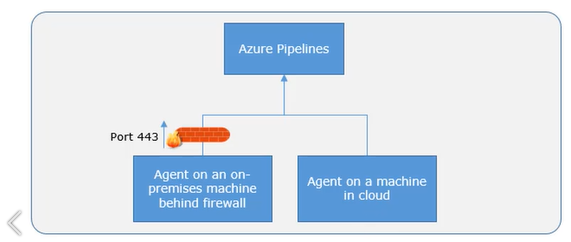 Azure Pipelines
Port 443
Agent on an on-
premises machine
behind firewall
Agent on a machine
in cloud